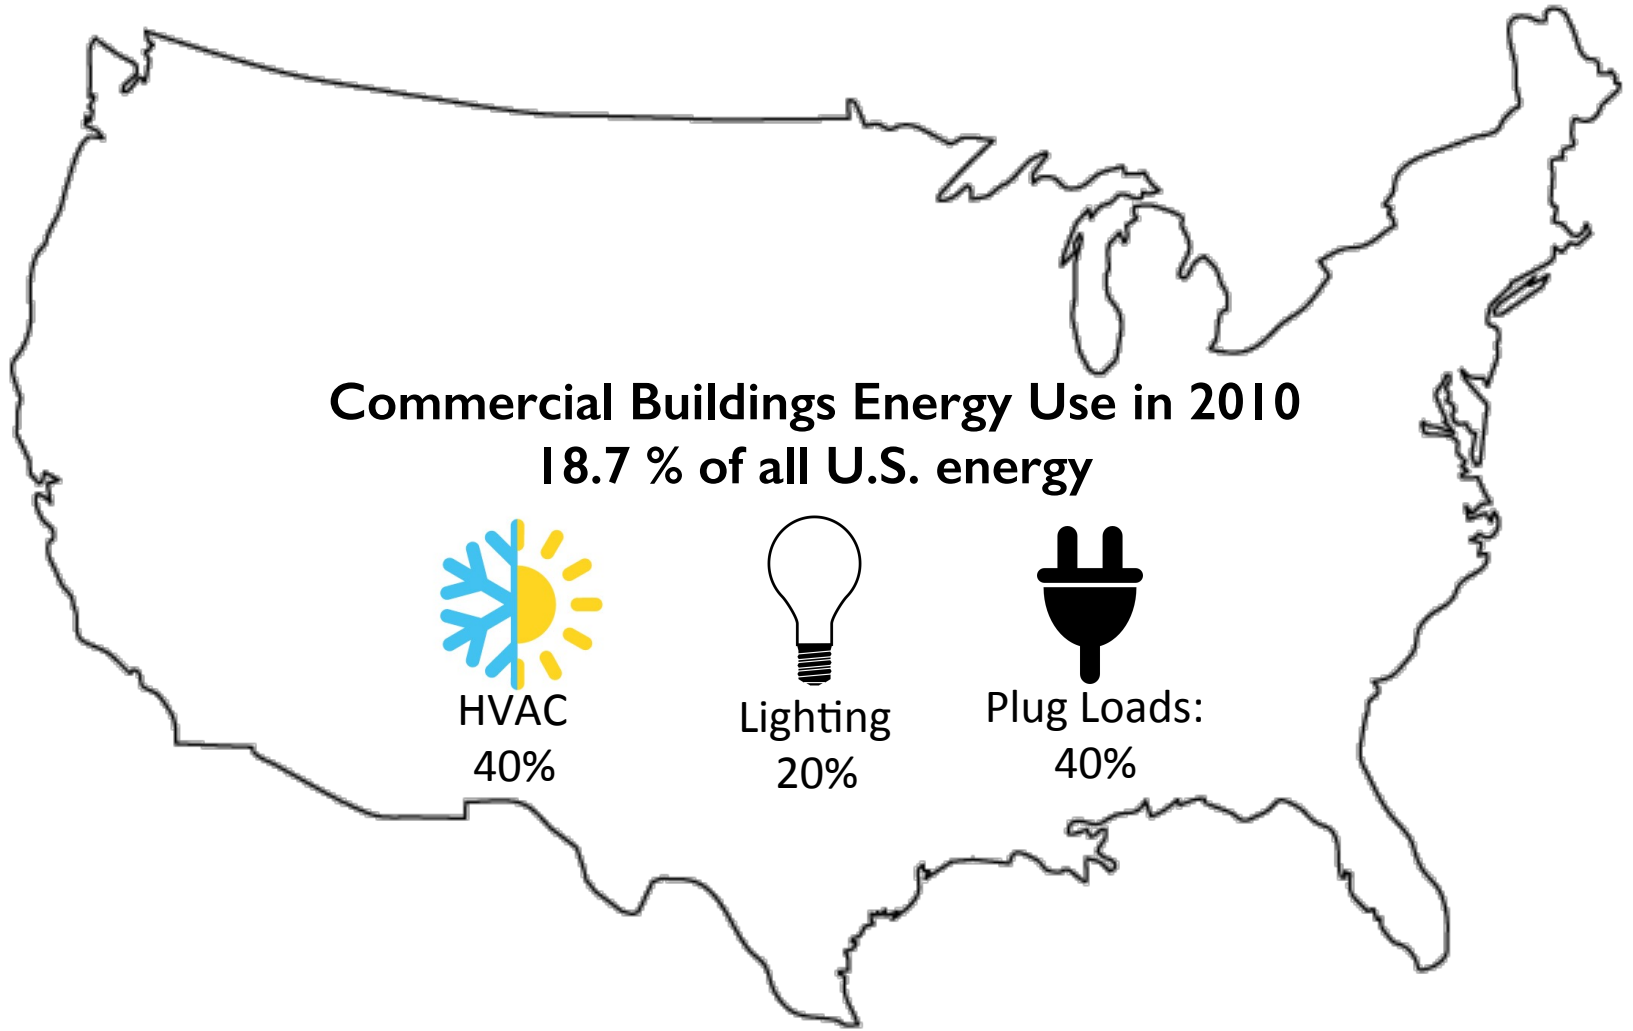 Commercial Buildings Energy Use in 2010
18.7 % of all U.S. energy
HVAC
40%
Lighting
20%
Plug Loads:
40%